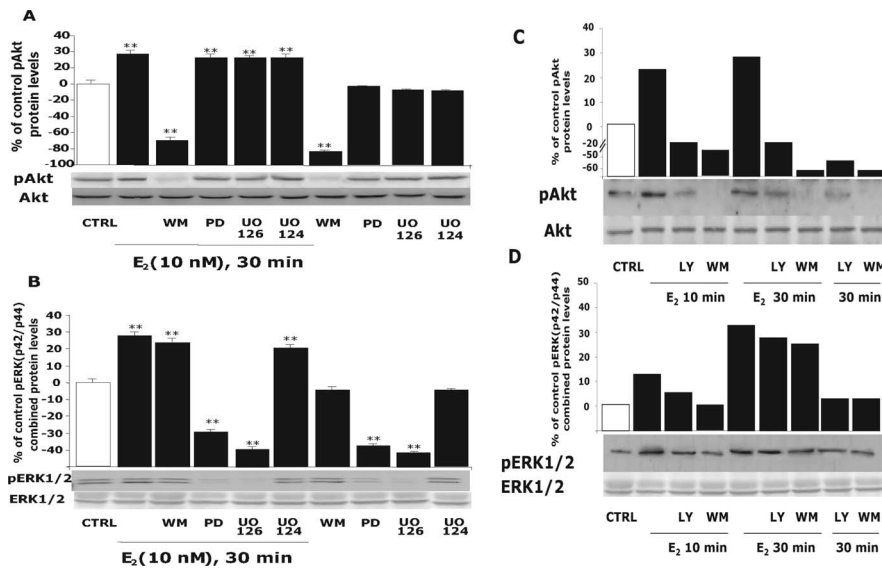 A
% of control pAkt
protein levels
40
30
20
10
0
-20
-40
-60
-80
-100
**
**
**
**
**
**
pAkt
Akt
CTRL
WM
PD
UO
126
UO
124
WM
PD
UO
126
UO
124
E2(10 nM), 30 min
B
% of control pERK(p42/p44)
combined protein levels
40
30
20
10
0
-10
-20
-30
-40
**
**
**
**
**
**
**
pERK1/2
ERK1/2
CTRL
WM
PD
UO
126
UO
124
WM
PD
UO
126
UO
124
E2(10 nM), 30 min
C
% of control pAkt
protein levels
40
30
20
10
0
-20
-60
pAkt
Akt
CTRL
LY WM
LY WM
LY WM
E2 10 min
E2 30 min
30 min
D
% of control pERK(p42/p44)
combined protein levels
50
40
30
20
10
0
pERK1/2
ERK1/2
CTRL
LY WM
LY WM
LY WM
E2 10 min
E2 30 min
30 min